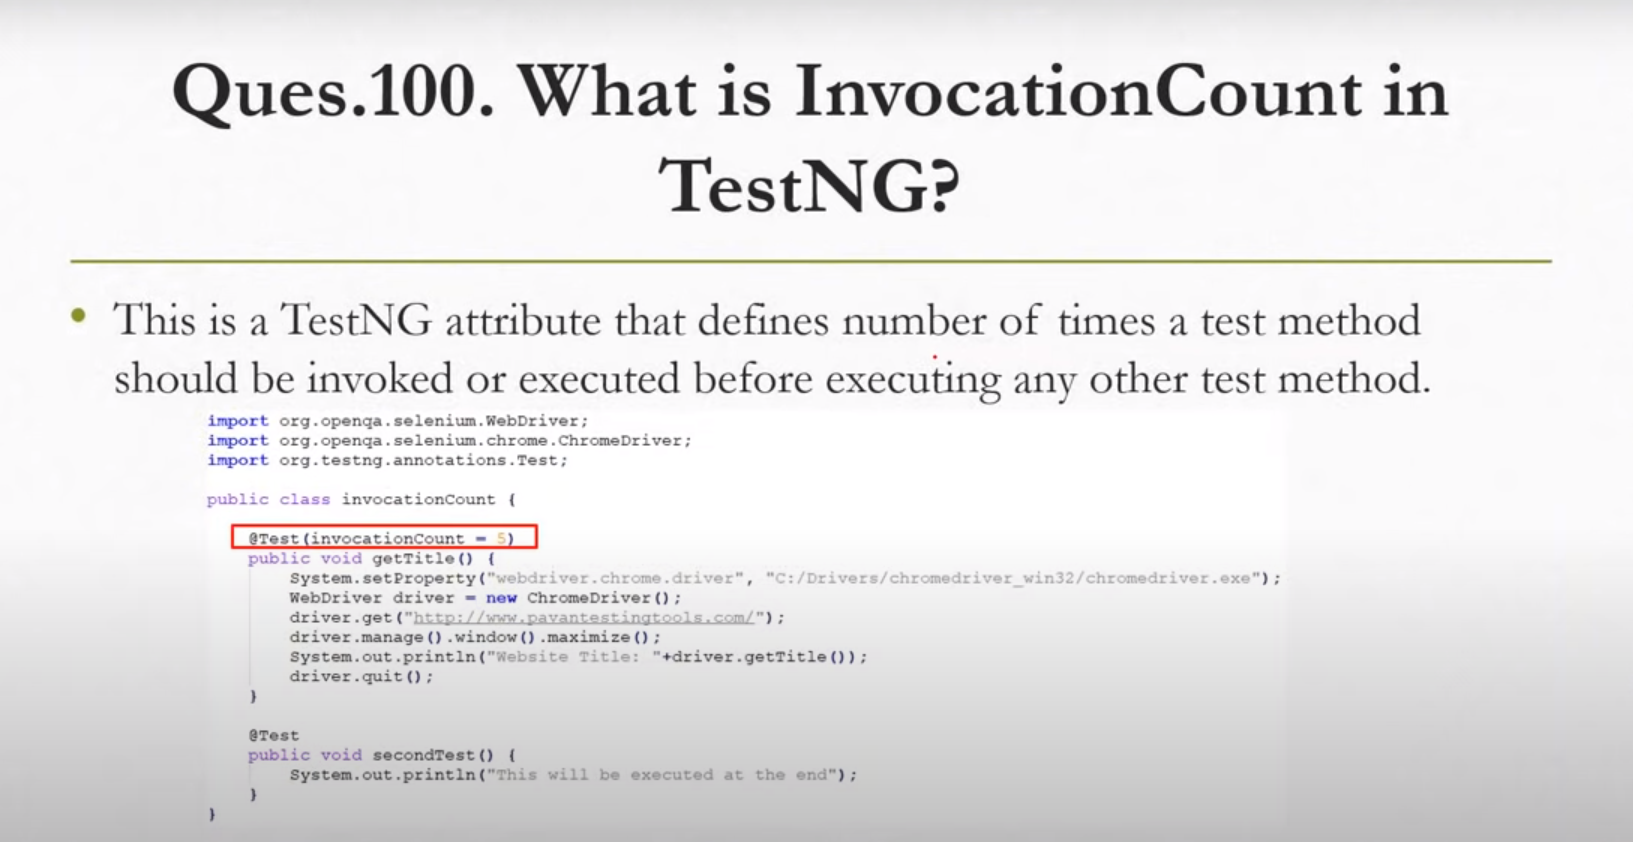 Ques.100. What is InvocationCount in
TestNG?
• This is a TestNG attribute that defines number of times a test method
should be invoked or executed before executing any other test method.
import org.openqa.selenium.WebDriver;
import org.openqa.selenium.chrome.ChromeDriver;
import org.testng.annotations.Test;
public class invocationCount {
@Test(invocationCount = 5)
public void getTitle() {
System.setProperty("webdriver.chrome.driver", "C:/Drivers/chromedriver_win32/chromedriver.exe");
WebDriver driver = new ChromeDriver();
driver.get("http://www.pavantestingtools.com/");
driver.manage().window().maximize();
System.out.println("Website Title: "+driver.getTitle());
driver.quit();
}
@Test
public void secondTest() {
System.out.println("This will be executed at the end");
}
}